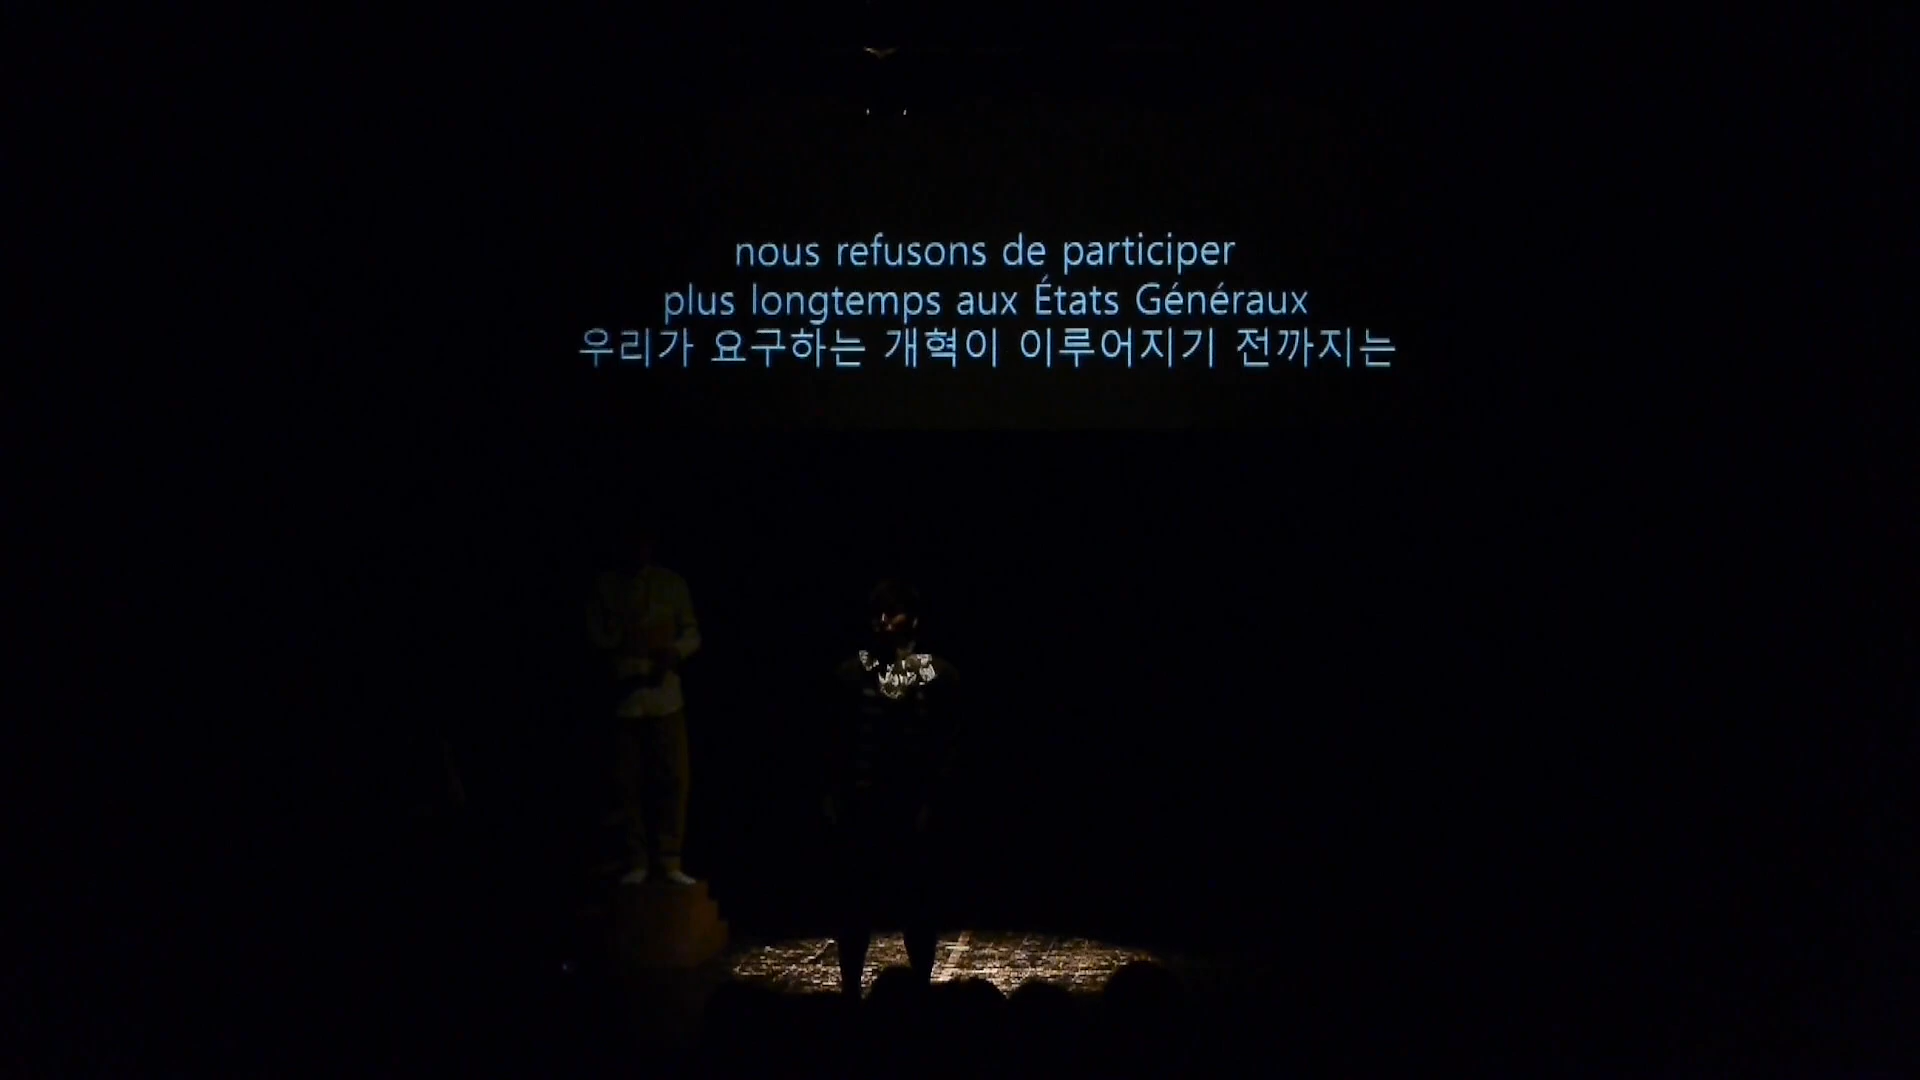 nous refusons de participer
plus longtemps aux États Généraux
우리가 요구하는 개혁이 이루어지기 전까지는